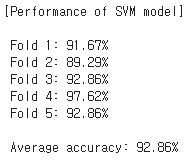 [Performance of SVM model]
Fold 1: 91.67%
Fold 2: 89.29%
Fold 3: 92.86%
Fold 4: 97.62%
Fold 5: 92.86%
Average accuracy: 92.86%